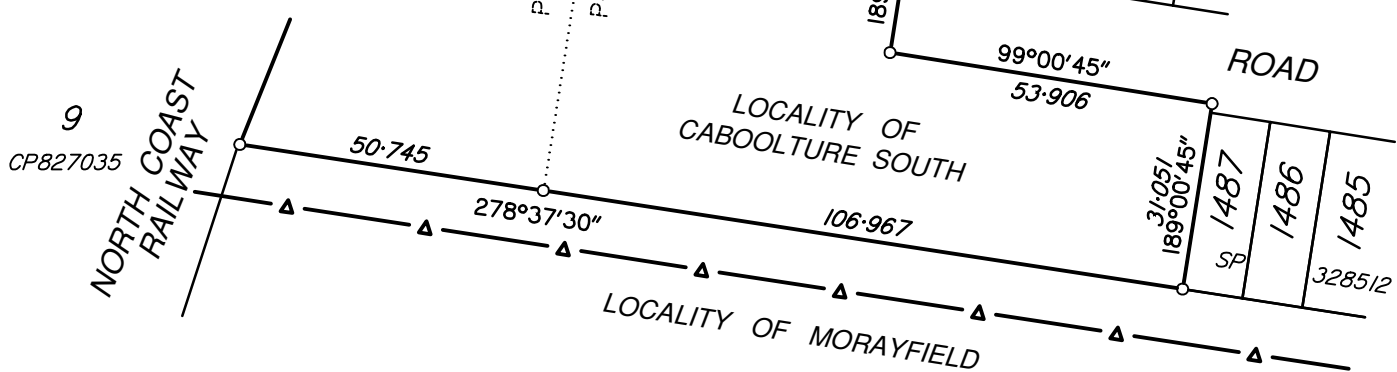 P
P
189
99°00′45″
53·906
ROAD
9
CP827035
NORTH COAST
RAILWAY
50·745
LOCALITY OF
CABOOLTURE SOUTH
278°37′30″
106·967
31·051
189°00′45″
1487
1486
1485
SP
328512
LOCALITY OF MORAYFIELD